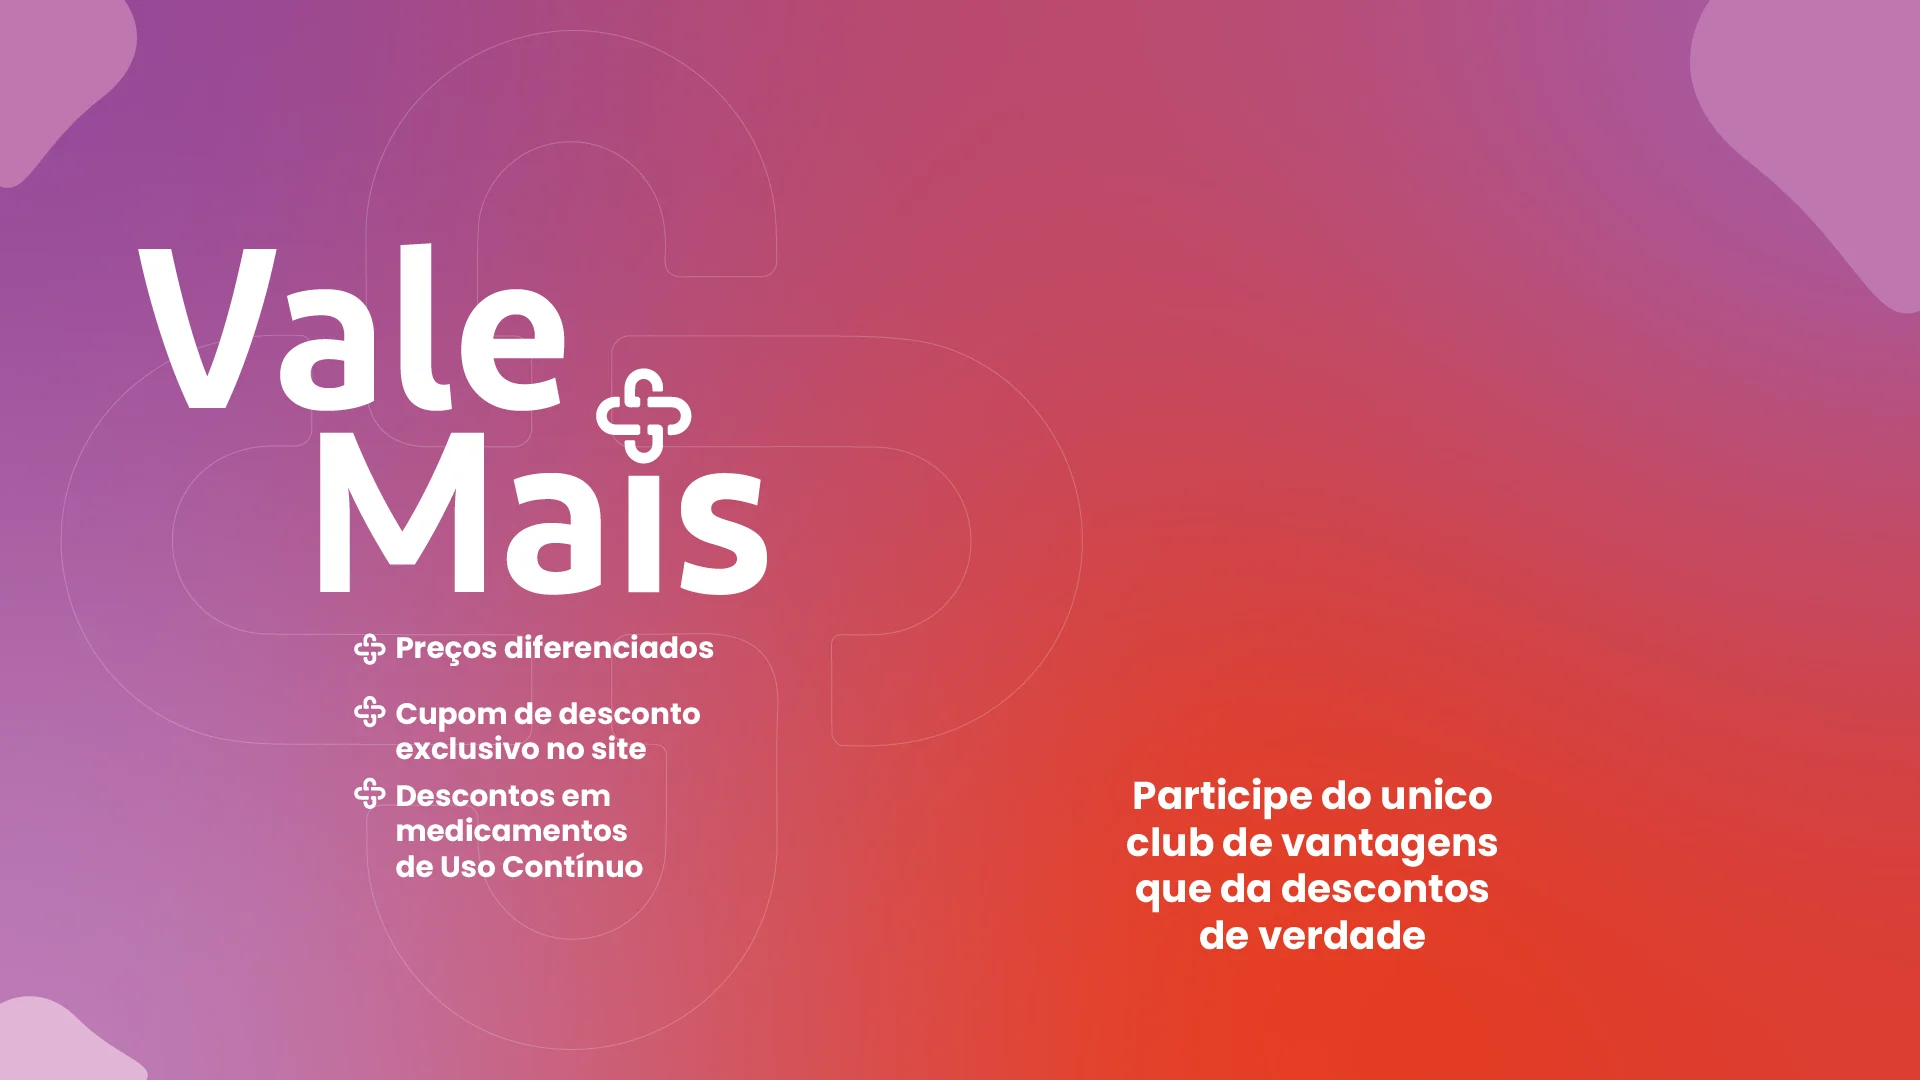 Vale
Mais
Preços diferenciados
Cupom de desconto
exclusivo no site
Descontos em
medicamentos
de Uso Contínuo
Participe do unico
club de vantagens
que da descontos
de verdade